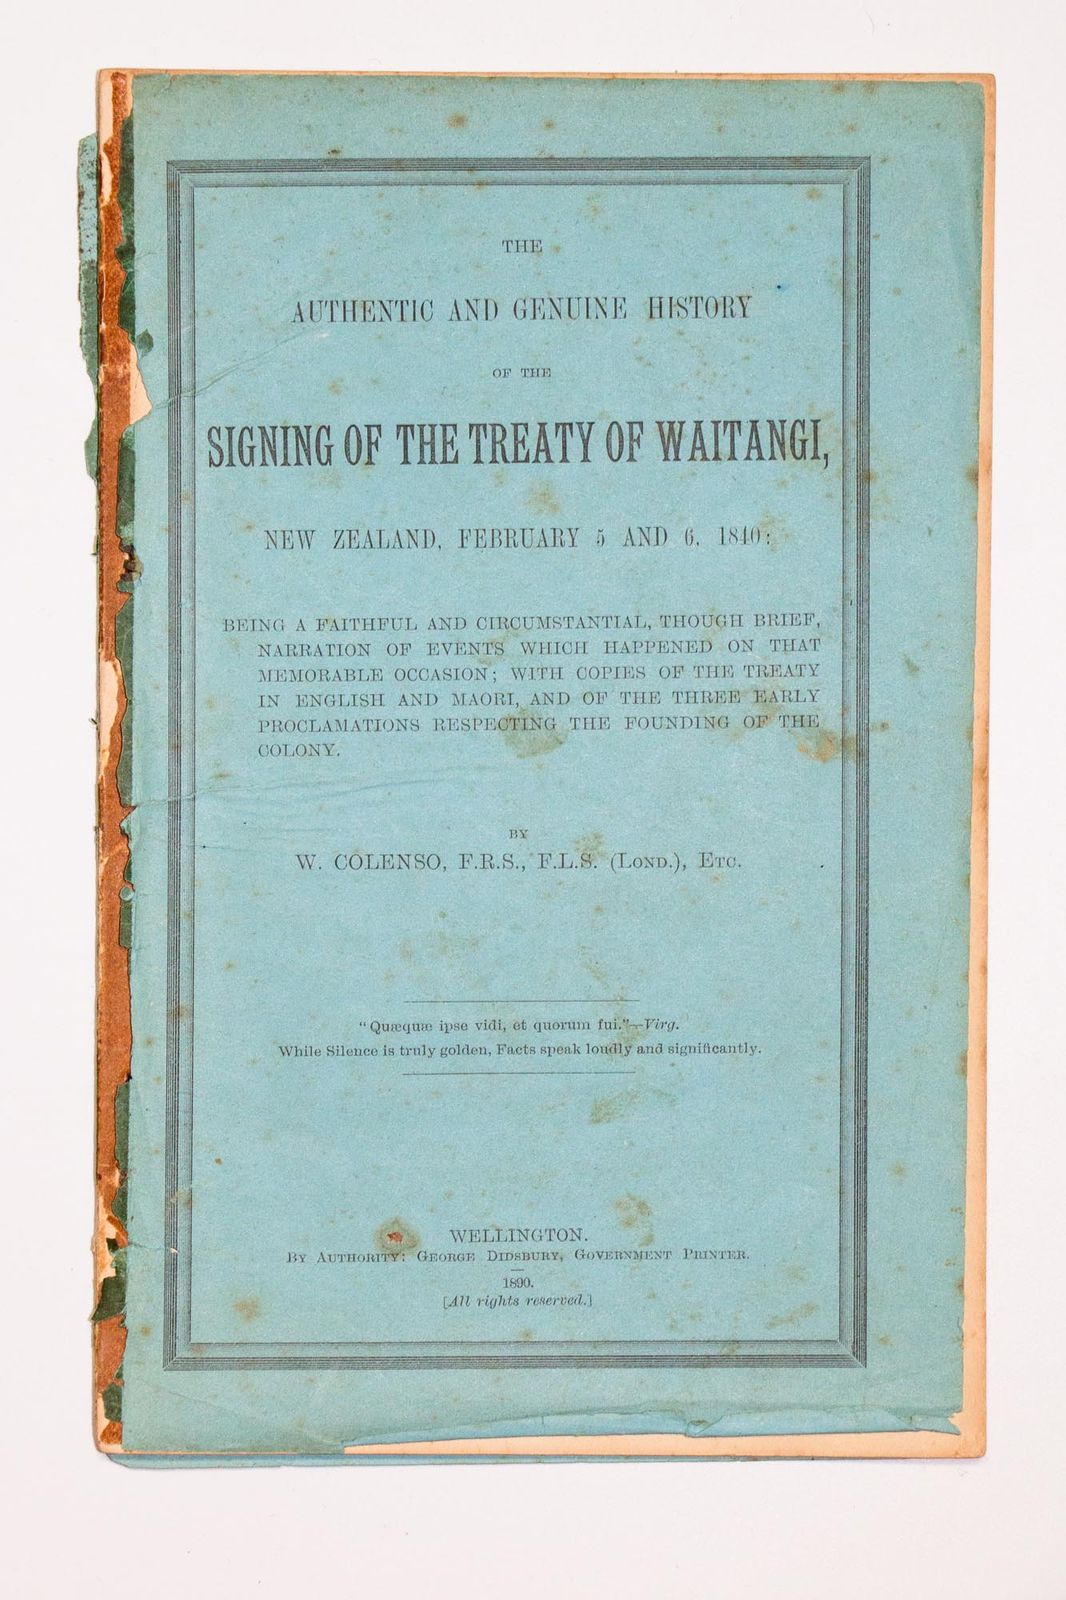 THE
AUTHENTIC AND GENUINE HISTORY
OF THE
SIGNING OF THE TREATY OF WAITANGI,
NEW ZEALAND, FEBRUARY 5 AND 6, 1840:
BEING A FAITHFUL AND CIRCUMSTANTIAL, THOUGH BRIEF,
NARRATION OF EVENTS WHICH HAPPENED ON THAT
MEMORABLE OCCASION; WITH COPIES OF THE TREATY
IN ENGLISH AND MAORI, AND OF THE THREE EARLY
PROCLAMATIONS RESPECTING THE FOUNDING OF THE
COLONY.
BY
W. COLENSO, F.R.S., F.L.S. (LOND.), ETC.
"Quæquæ ipse vidi, et quorum fui."—Virg.
While Silence is truly golden, Facts speak loudly and significantly.
WELLINGTON.
BY AUTHORITY: GEORGE DIDSBURY, GOVERNMENT PRINTER.
1890.
[All rights reserved.]